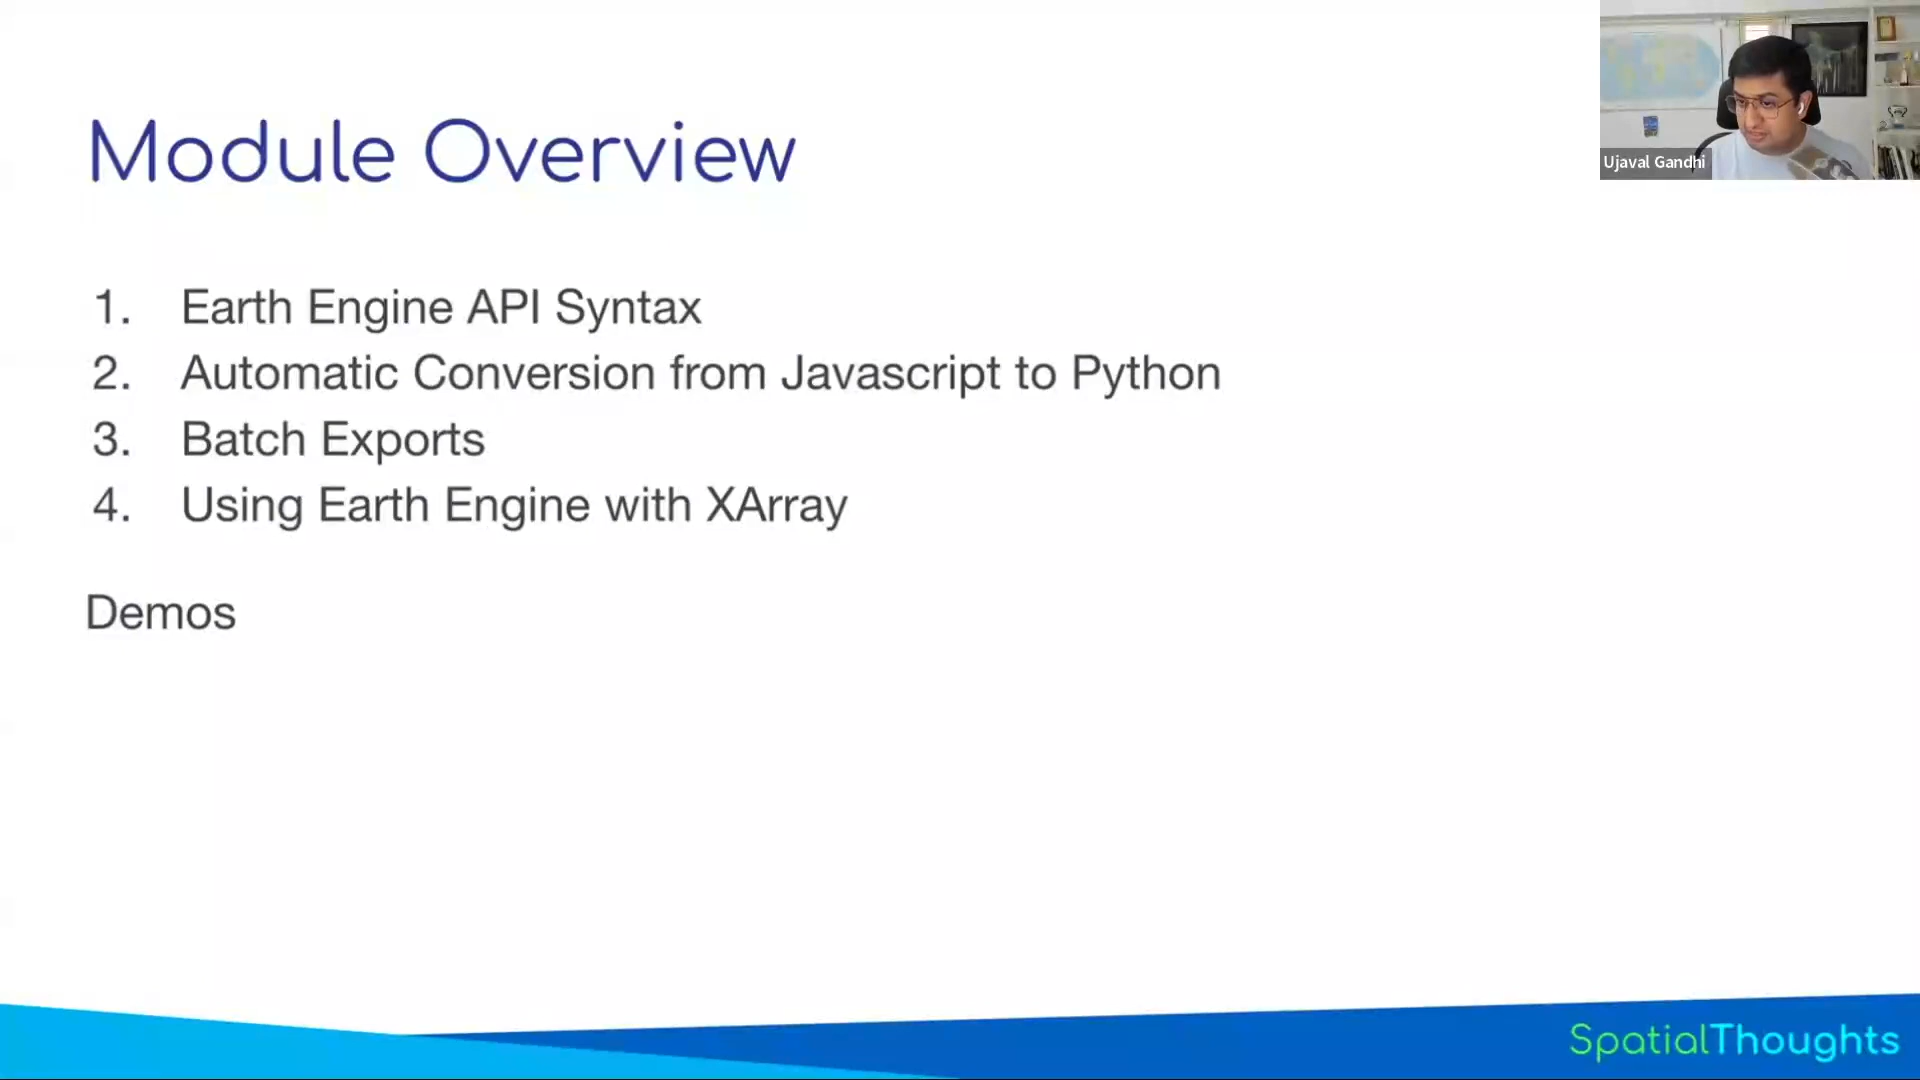 Module Overview
Ujaval Gandhi
1. Earth Engine API Syntax
2. Automatic Conversion from Javascript to Python
3. Batch Exports
4. Using Earth Engine with XArray
Demos
SpatialThoughts